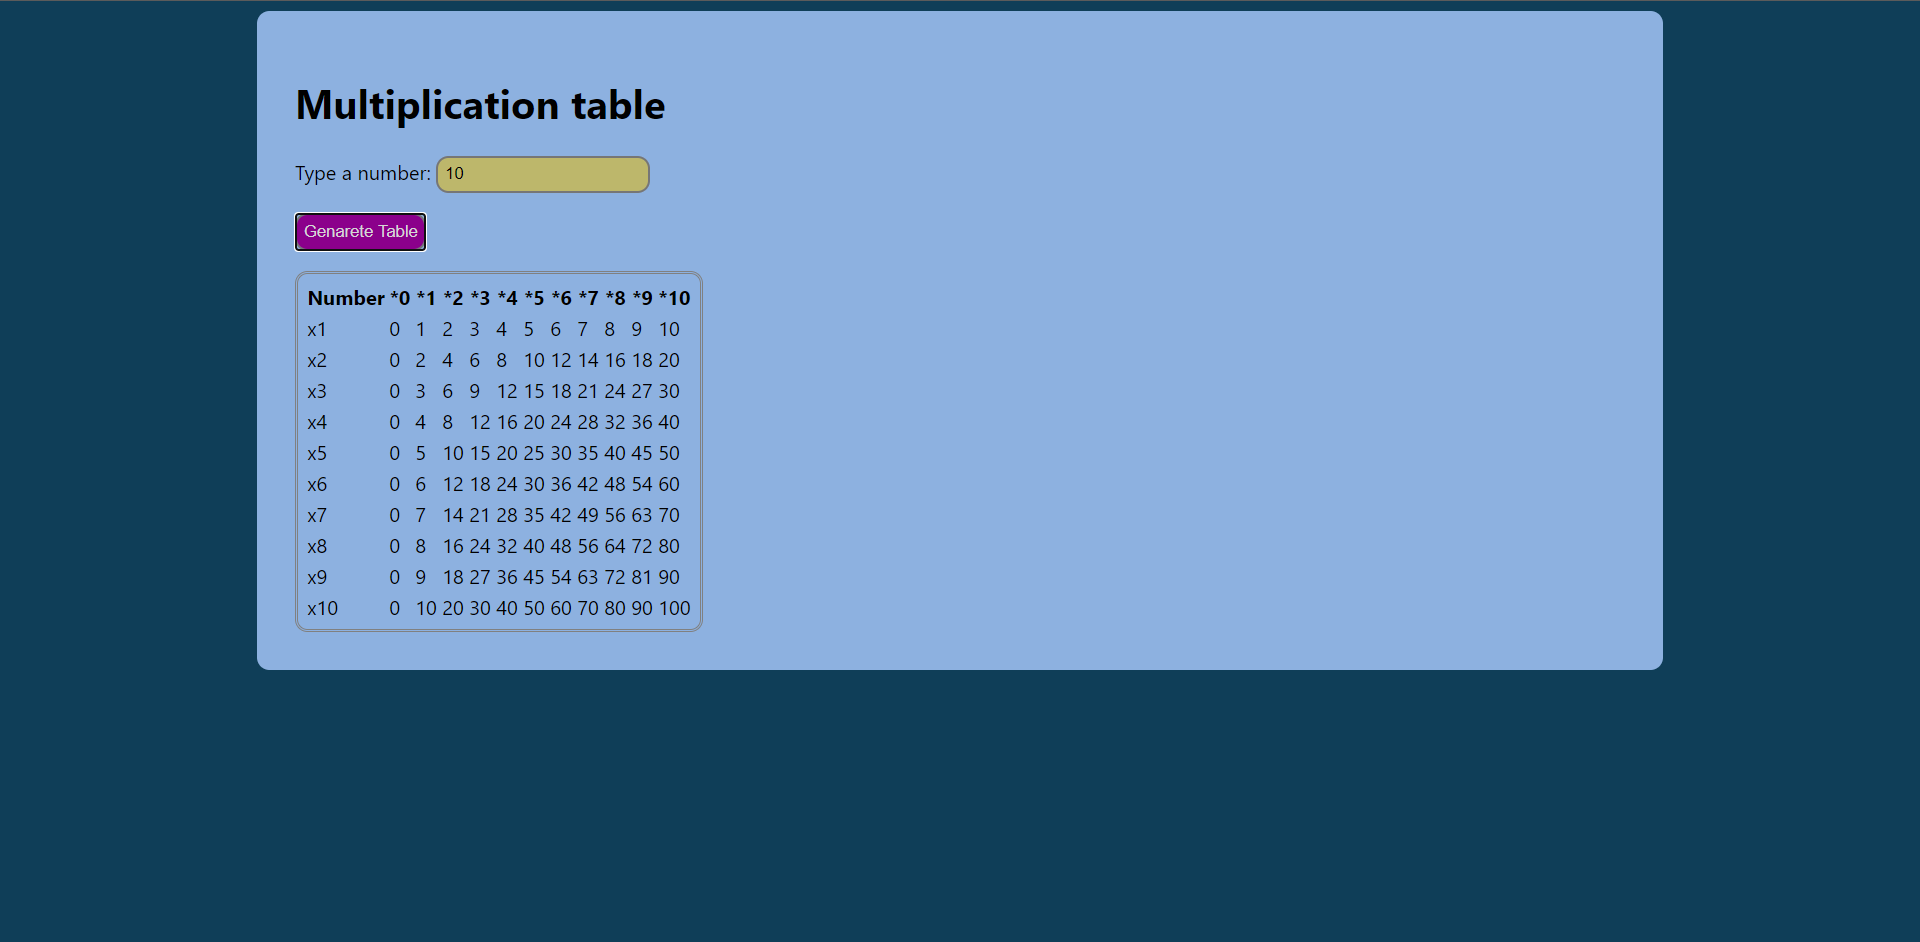 Multiplication table
Type a number: 10
Genarete Table
Number *0 *1 *2 *3 *4 *5 *6 *7 *8 *9 *10
x1 0 1 2 3 4 5 6 7 8 9 10
x2 0 2 4 6 8 10 12 14 16 18 20
x3 0 3 6 9 12 15 18 21 24 27 30
x4 0 4 8 12 16 20 24 28 32 36 40
x5 0 5 10 15 20 25 30 35 40 45 50
x6 0 6 12 18 24 30 36 42 48 54 60
x7 0 7 14 21 28 35 42 49 56 63 70
x8 0 8 16 24 32 40 48 56 64 72 80
x9 0 9 18 27 36 45 54 63 72 81 90
x10 0 10 20 30 40 50 60 70 80 90 100